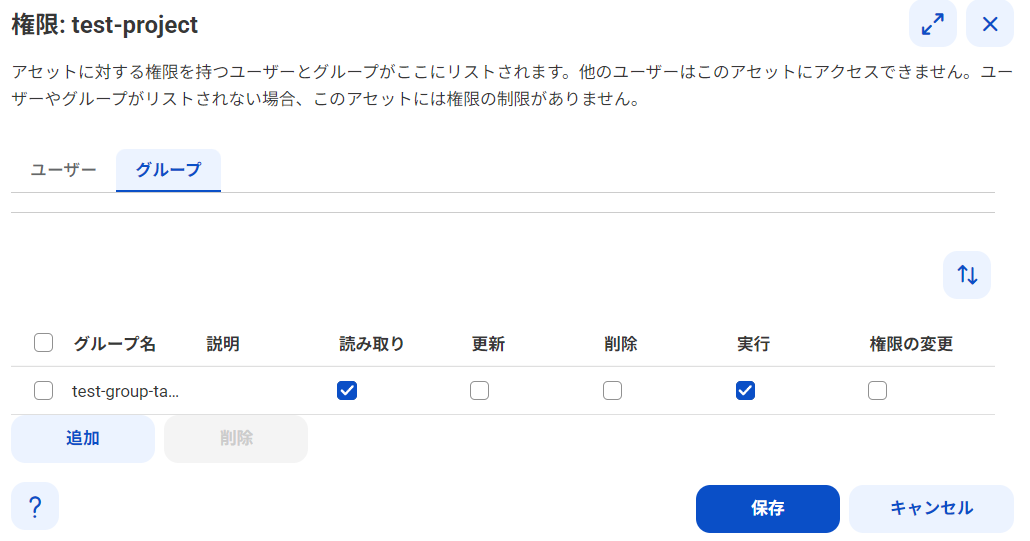 権限: test-project
アセットに対する権限を持つユーザーとグループがここにリストされます。他のユーザーはこのアセットにアクセスできません。ユー
ザーやグループがリストされない場合、このアセットには権限の制限がありません。
ユーザー グループ
グループ名 説明 読み取り 更新 削除 実行 権限の変更
test-group-ta...
追加 削除
? 保存 キャンセル